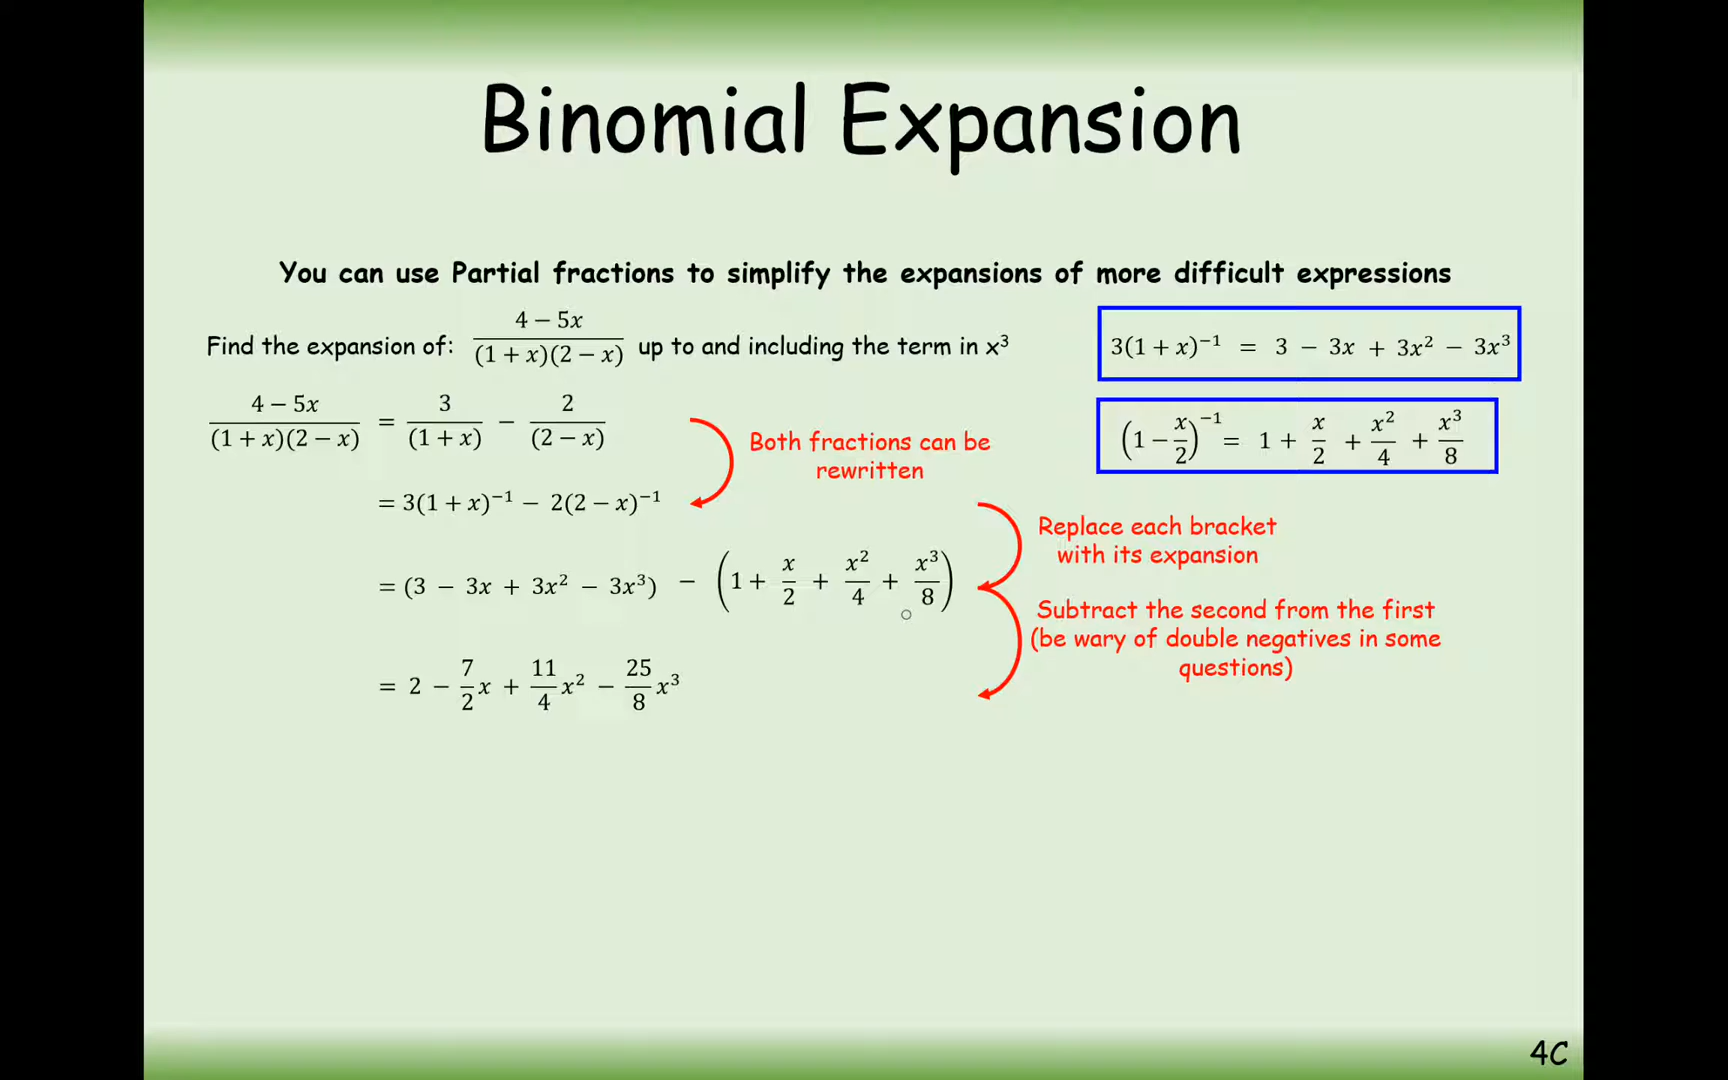 Binomial Expansion
You can use Partial fractions to simplify the expansions of more difficult expressions
Find the expansion of: (4 − 5x)/((1 + x)(2 − x)) up to and including the term in x³
3(1 + x)⁻¹ = 3 − 3x + 3x² − 3x³
(4 − 5x)/((1 + x)(2 − x)) = 3/(1 + x) − 2/(2 − x)
(1 − x/2)⁻¹ = 1 + x/2 + x²/4 + x³/8
Both fractions can be
rewritten
= 3(1 + x)⁻¹ − 2(2 − x)⁻¹
Replace each bracket
with its expansion
= (3 − 3x + 3x² − 3x³) − (1 + x/2 + x²/4 + x³/8)
Subtract the second from the first
(be wary of double negatives in some
questions)
= 2 − 7/2 x + 11/4 x² − 25/8 x³
4C